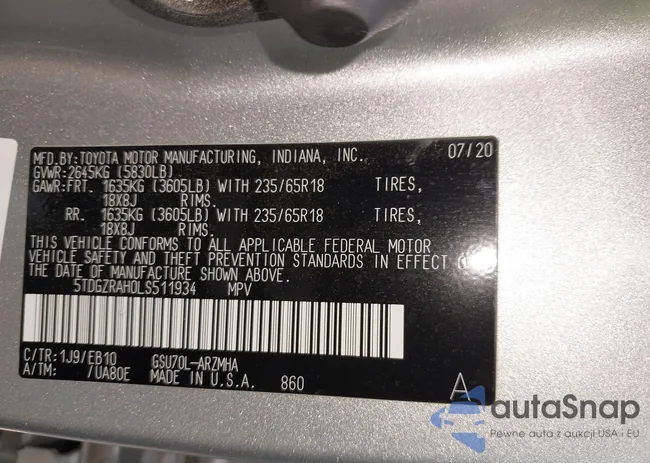 MFD.BY:TOYOTA MOTOR MANUFACTURING, INDIANA, INC. 07/20
GVWR:2645KG (5830LB)
GAWR:FRT. 1635KG (3605LB) WITH 235/65R18 TIRES,
18X8J RIMS.
RR. 1635KG (3605LB) WITH 235/65R18 TIRES,
18X8J RIMS.
THIS VEHICLE CONFORMS TO ALL APPLICABLE FEDERAL MOTOR
VEHICLE SAFETY AND THEFT PREVENTION STANDARDS IN EFFECT ON
THE DATE OF MANUFACTURE SHOWN ABOVE.
5TDGZRAH0LS511934 MPV
C/TR:1J9/EB10 GSU70L-ARZMHA
A/TM: /UA80E MADE IN U.S.A. 860 A
autaSnap
Pewne auta z aukcji USA i EU